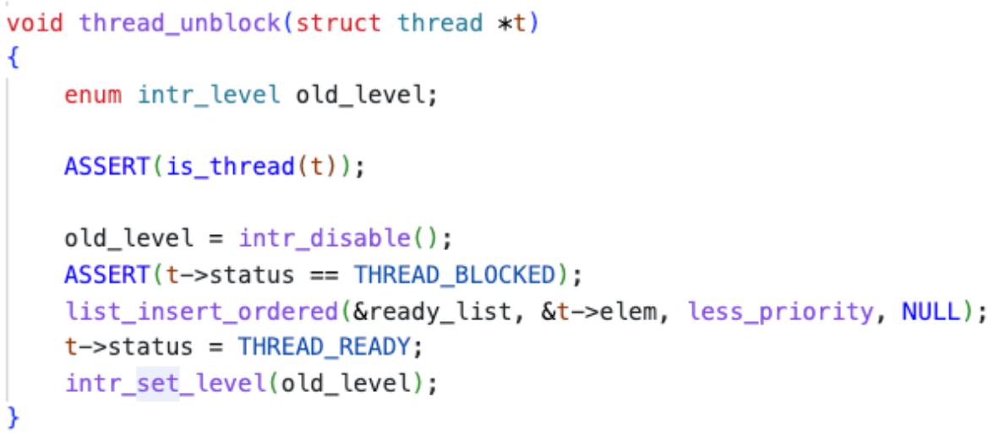 void thread_unblock(struct thread *t)
{
    enum intr_level old_level;

    ASSERT(is_thread(t));

    old_level = intr_disable();
    ASSERT(t->status == THREAD_BLOCKED);
    list_insert_ordered(&ready_list, &t->elem, less_priority, NULL);
    t->status = THREAD_READY;
    intr_set_level(old_level);
}